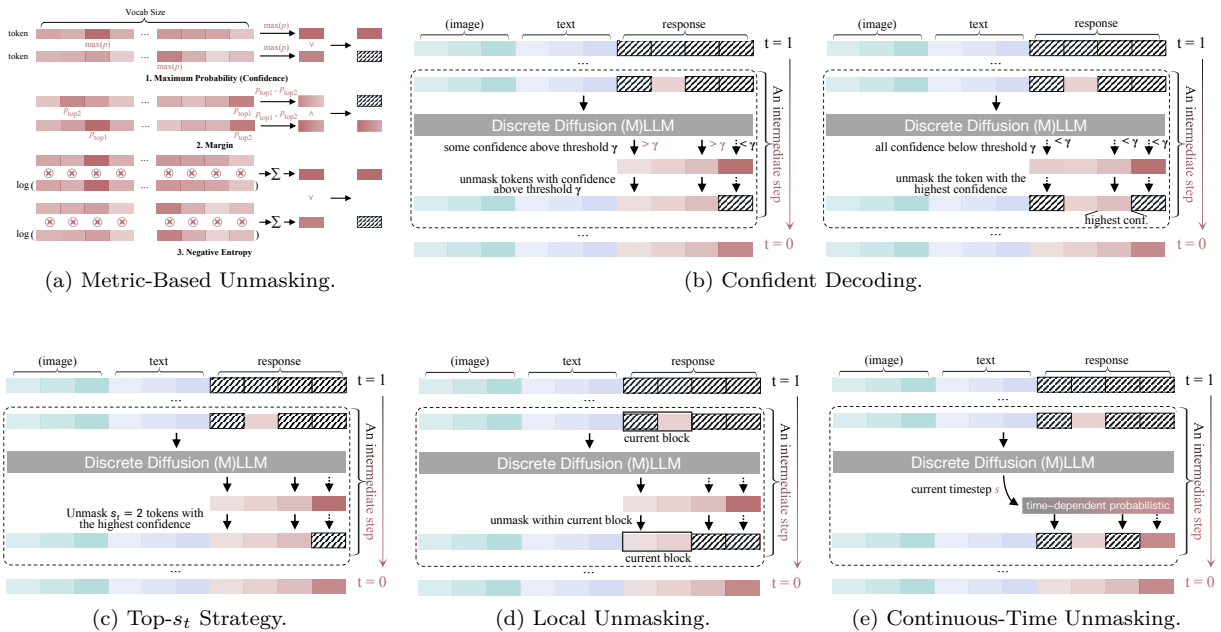 Vocab Size
token ... max(p)
max(p)
token ... max(p)
max(p)
1. Maximum Probability (Confidence)
... p_top1 - p_top2
p_top2 p_top1 p_top1 - p_top2
...
p_top1 p_top2
2. Margin
... Σ
log( ... )
... Σ
log( ... )
3. Negative Entropy
(a) Metric-Based Unmasking.
(image) text response
t = 1
...
Discrete Diffusion (M)LLM
some confidence above threshold γ > γ > γ < γ
unmask tokens with confidence
above threshold γ
...
t = 0
An intermediate step
(image) text response
t = 1
...
Discrete Diffusion (M)LLM
all confidence below threshold γ < γ < γ < γ
unmask the token with the
highest confidence
highest conf.
...
t = 0
An intermediate step
(b) Confident Decoding.
(image) text response
t = 1
...
Discrete Diffusion (M)LLM
Unmask s_t = 2 tokens with
the highest confidence
...
t = 0
An intermediate step
(c) Top-s_t Strategy.
(image) text response
t = 1
...
current block
Discrete Diffusion (M)LLM
unmask within current block
current block
...
t = 0
An intermediate step
(d) Local Unmasking.
(image) text response
t = 1
...
Discrete Diffusion (M)LLM
current timestep s
time-dependent probabilistic
...
t = 0
An intermediate step
(e) Continuous-Time Unmasking.